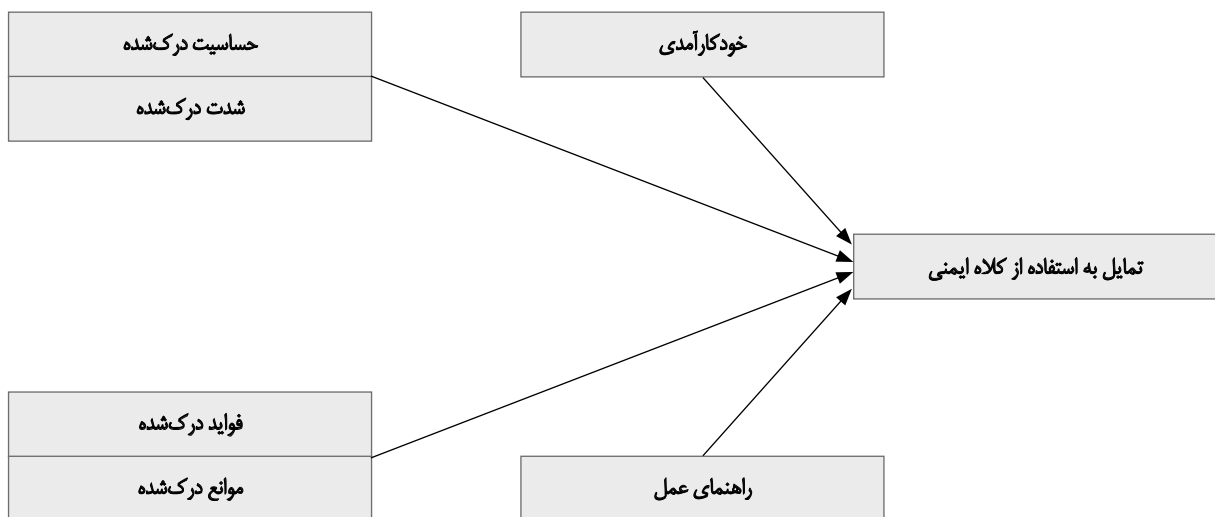 حساسیت درک‌شده
شدت درک‌شده
خودکارآمدی
تمایل به استفاده از کلاه ایمنی
فواید درک‌شده
موانع درک‌شده
راهنمای عمل